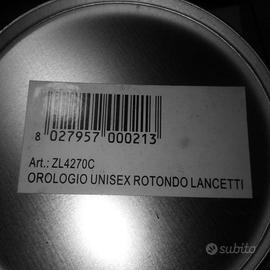 8 027957 000213
Art.: ZL4270C
OROLOGIO UNISEX ROTONDO LANCETTI
subito